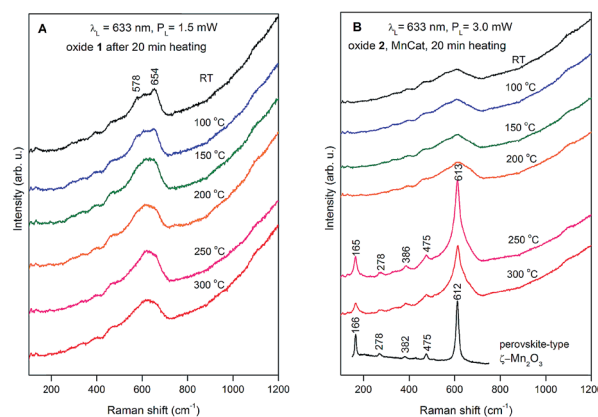 A
λL = 633 nm, PL = 1.5 mW
oxide 1 after 20 min heating
578
654
RT
100 °C
150 °C
200 °C
250 °C
300 °C
Intensity (arb. u.)
200 400 600 800 1000 1200
Raman shift (cm-1)
B
λL = 633 nm, PL = 3.0 mW
oxide 2, MnCat, 20 min heating
RT
100 °C
150 °C
200 °C
613
165
278
386
475
250 °C
300 °C
612
166
278
382
475
perovskite-type
ζ–Mn2O3
Intensity (arb. u.)
200 400 600 800 1000 1200
Raman shift (cm-1)